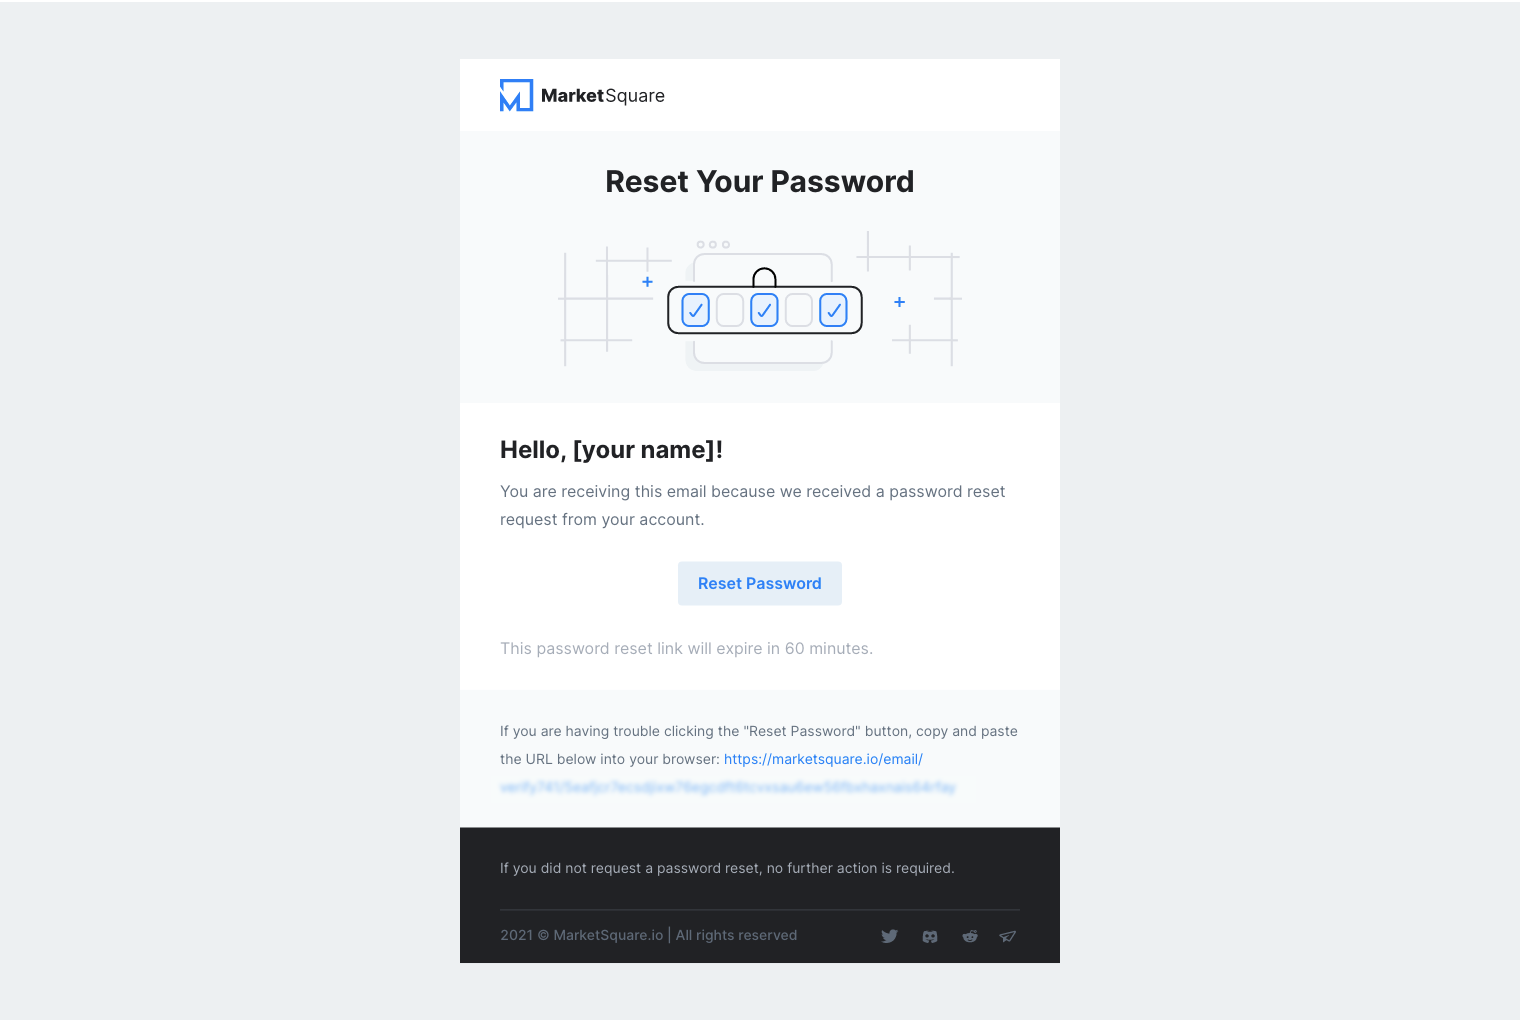 MarketSquare
Reset Your Password
Hello, [your name]!
You are receiving this email because we received a password reset
request from your account.
Reset Password
This password reset link will expire in 60 minutes.
If you are having trouble clicking the "Reset Password" button, copy and paste
the URL below into your browser: https://marketsquare.io/email/
If you did not request a password reset, no further action is required.
2021 © MarketSquare.io | All rights reserved